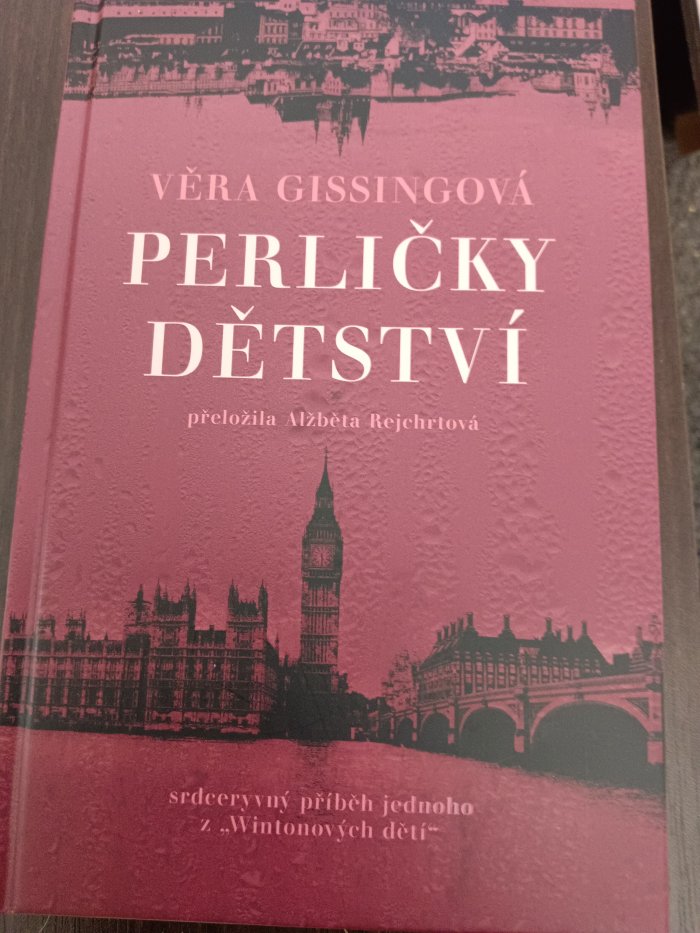 VĚRA GISSINGOVÁ
PERLIČKY
DĚTSTVÍ
přeložila Alžběta Rejchrtová
srdceryvný příběh jednoho
z „Wintonových dětí“